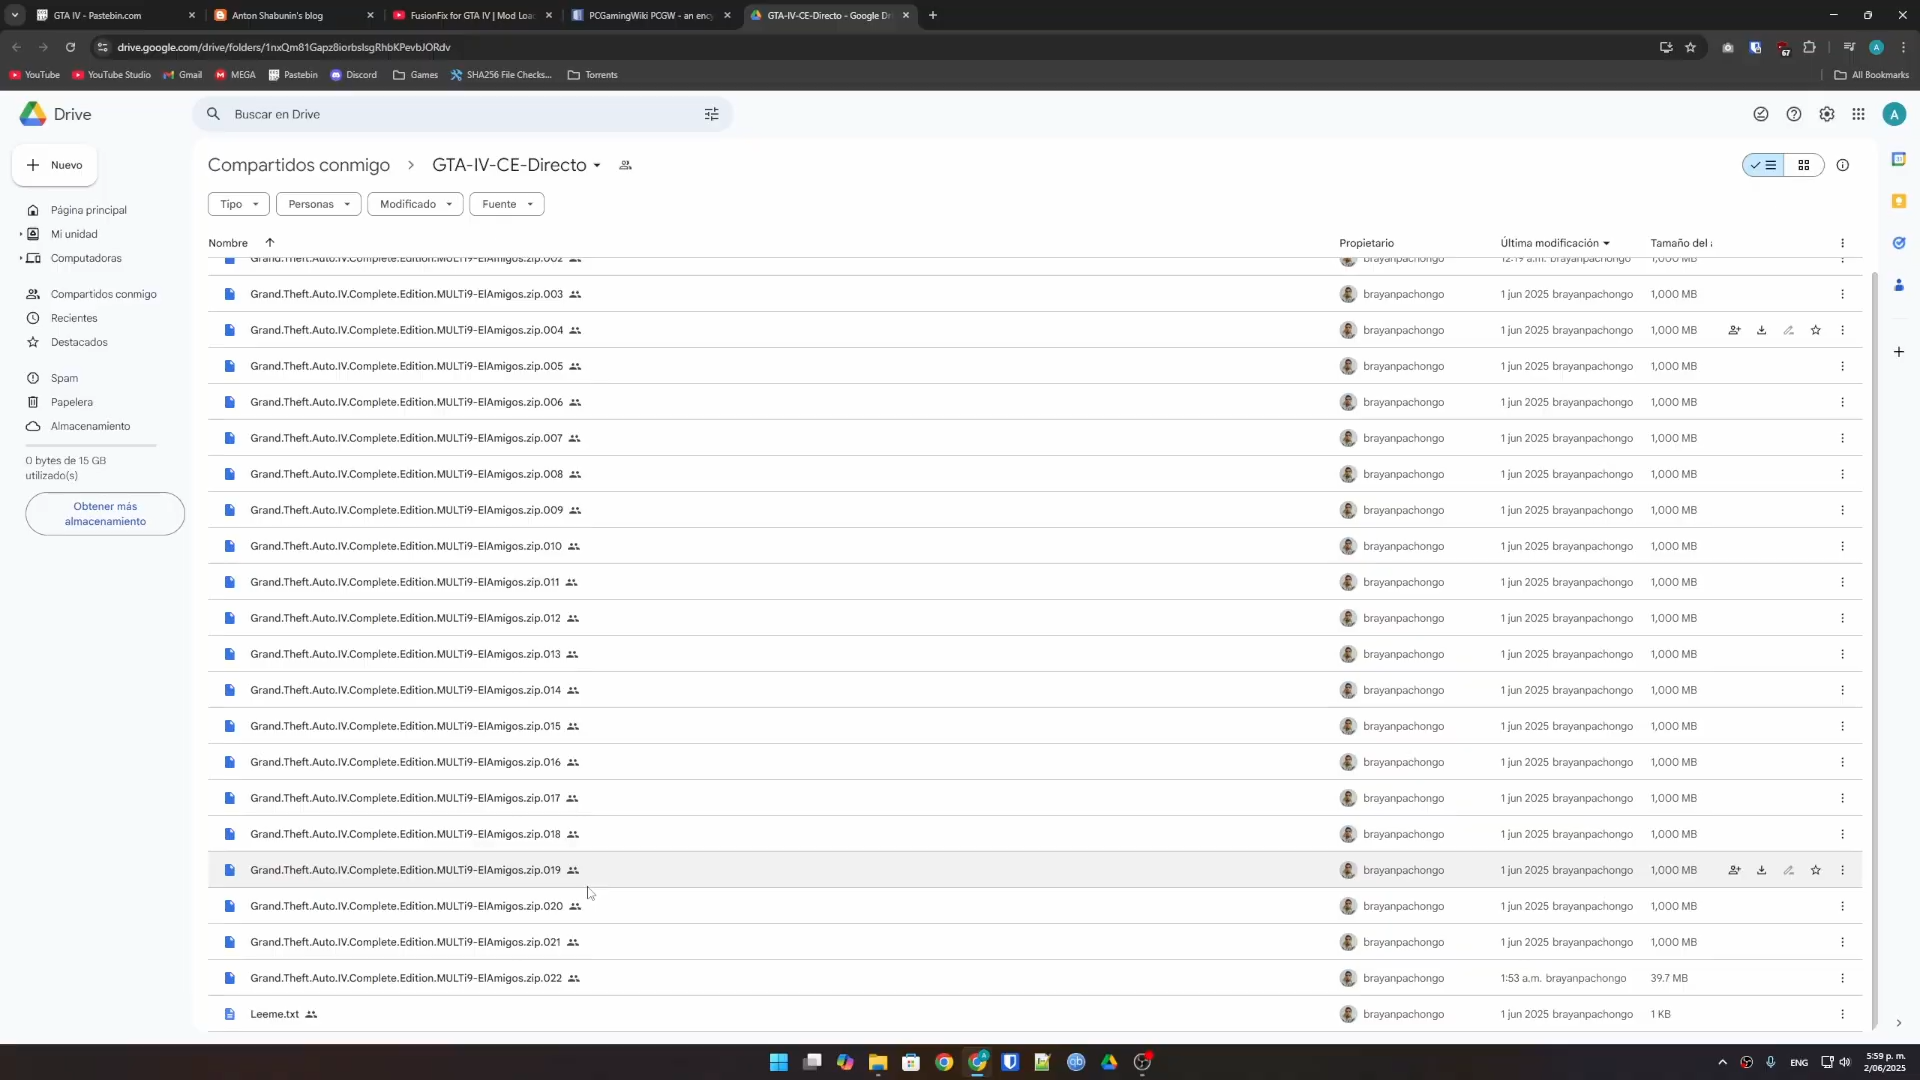 GTA IV - Pastebin.com
Anton Shabunin's blog
FusionFix for GTA IV | Mod Loa
PCGamingWiki PCGW - an enc
GTA-IV-CE-Directo - Google Dr
drive.google.com/drive/folders/1nxQm81Gapz8iorbslsgRhbKPevbJORdv
67
A
YouTube
YouTube Studio
Gmail
MEGA
Pastebin
Discord
Games
SHA256 File Checks...
Torrents
All Bookmarks
Drive
Buscar en Drive
A
Nuevo
Compartidos conmigo > GTA-IV-CE-Directo
Página principal
Mi unidad
Computadoras
Compartidos conmigo
Recientes
Destacados
Spam
Papelera
Almacenamiento
0 bytes de 15 GB
utilizado(s)
Obtener más
almacenamiento
Tipo
Personas
Modificado
Fuente
Nombre Propietario Última modificación Tamaño del
Grand.Theft.Auto.IV.Complete.Edition.MULTi9-ElAmigos.zip.002 brayanpachongo 12:19 a.m. brayanpachongo 1,000 MB
Grand.Theft.Auto.IV.Complete.Edition.MULTi9-ElAmigos.zip.003 brayanpachongo 1 jun 2025 brayanpachongo 1,000 MB
Grand.Theft.Auto.IV.Complete.Edition.MULTi9-ElAmigos.zip.004 brayanpachongo 1 jun 2025 brayanpachongo 1,000 MB
Grand.Theft.Auto.IV.Complete.Edition.MULTi9-ElAmigos.zip.005 brayanpachongo 1 jun 2025 brayanpachongo 1,000 MB
Grand.Theft.Auto.IV.Complete.Edition.MULTi9-ElAmigos.zip.006 brayanpachongo 1 jun 2025 brayanpachongo 1,000 MB
Grand.Theft.Auto.IV.Complete.Edition.MULTi9-ElAmigos.zip.007 brayanpachongo 1 jun 2025 brayanpachongo 1,000 MB
Grand.Theft.Auto.IV.Complete.Edition.MULTi9-ElAmigos.zip.008 brayanpachongo 1 jun 2025 brayanpachongo 1,000 MB
Grand.Theft.Auto.IV.Complete.Edition.MULTi9-ElAmigos.zip.009 brayanpachongo 1 jun 2025 brayanpachongo 1,000 MB
Grand.Theft.Auto.IV.Complete.Edition.MULTi9-ElAmigos.zip.010 brayanpachongo 1 jun 2025 brayanpachongo 1,000 MB
Grand.Theft.Auto.IV.Complete.Edition.MULTi9-ElAmigos.zip.011 brayanpachongo 1 jun 2025 brayanpachongo 1,000 MB
Grand.Theft.Auto.IV.Complete.Edition.MULTi9-ElAmigos.zip.012 brayanpachongo 1 jun 2025 brayanpachongo 1,000 MB
Grand.Theft.Auto.IV.Complete.Edition.MULTi9-ElAmigos.zip.013 brayanpachongo 1 jun 2025 brayanpachongo 1,000 MB
Grand.Theft.Auto.IV.Complete.Edition.MULTi9-ElAmigos.zip.014 brayanpachongo 1 jun 2025 brayanpachongo 1,000 MB
Grand.Theft.Auto.IV.Complete.Edition.MULTi9-ElAmigos.zip.015 brayanpachongo 1 jun 2025 brayanpachongo 1,000 MB
Grand.Theft.Auto.IV.Complete.Edition.MULTi9-ElAmigos.zip.016 brayanpachongo 1 jun 2025 brayanpachongo 1,000 MB
Grand.Theft.Auto.IV.Complete.Edition.MULTi9-ElAmigos.zip.017 brayanpachongo 1 jun 2025 brayanpachongo 1,000 MB
Grand.Theft.Auto.IV.Complete.Edition.MULTi9-ElAmigos.zip.018 brayanpachongo 1 jun 2025 brayanpachongo 1,000 MB
Grand.Theft.Auto.IV.Complete.Edition.MULTi9-ElAmigos.zip.019 brayanpachongo 1 jun 2025 brayanpachongo 1,000 MB
Grand.Theft.Auto.IV.Complete.Edition.MULTi9-ElAmigos.zip.020 brayanpachongo 1 jun 2025 brayanpachongo 1,000 MB
Grand.Theft.Auto.IV.Complete.Edition.MULTi9-ElAmigos.zip.021 brayanpachongo 1 jun 2025 brayanpachongo 1,000 MB
Grand.Theft.Auto.IV.Complete.Edition.MULTi9-ElAmigos.zip.022 brayanpachongo 1:53 a.m. brayanpachongo 39.7 MB
Leeme.txt brayanpachongo 1 jun 2025 brayanpachongo 1 KB
ENG
5:59 p. m.
2/06/2025